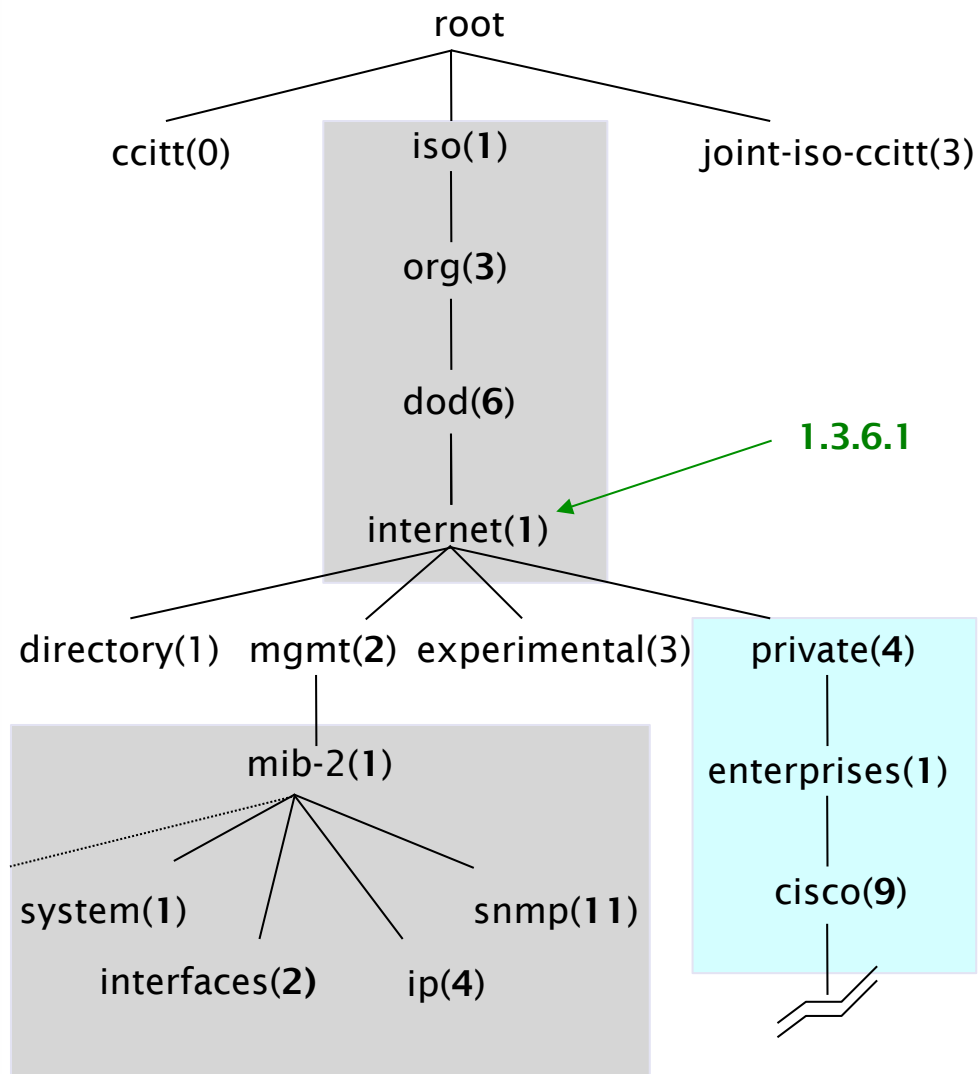 root
ccitt(0)
iso(1)
joint-iso-ccitt(3)
org(3)
dod(6)
1.3.6.1
internet(1)
directory(1)
mgmt(2)
experimental(3)
private(4)
mib-2(1)
enterprises(1)
cisco(9)
system(1)
snmp(11)
interfaces(2)
ip(4)